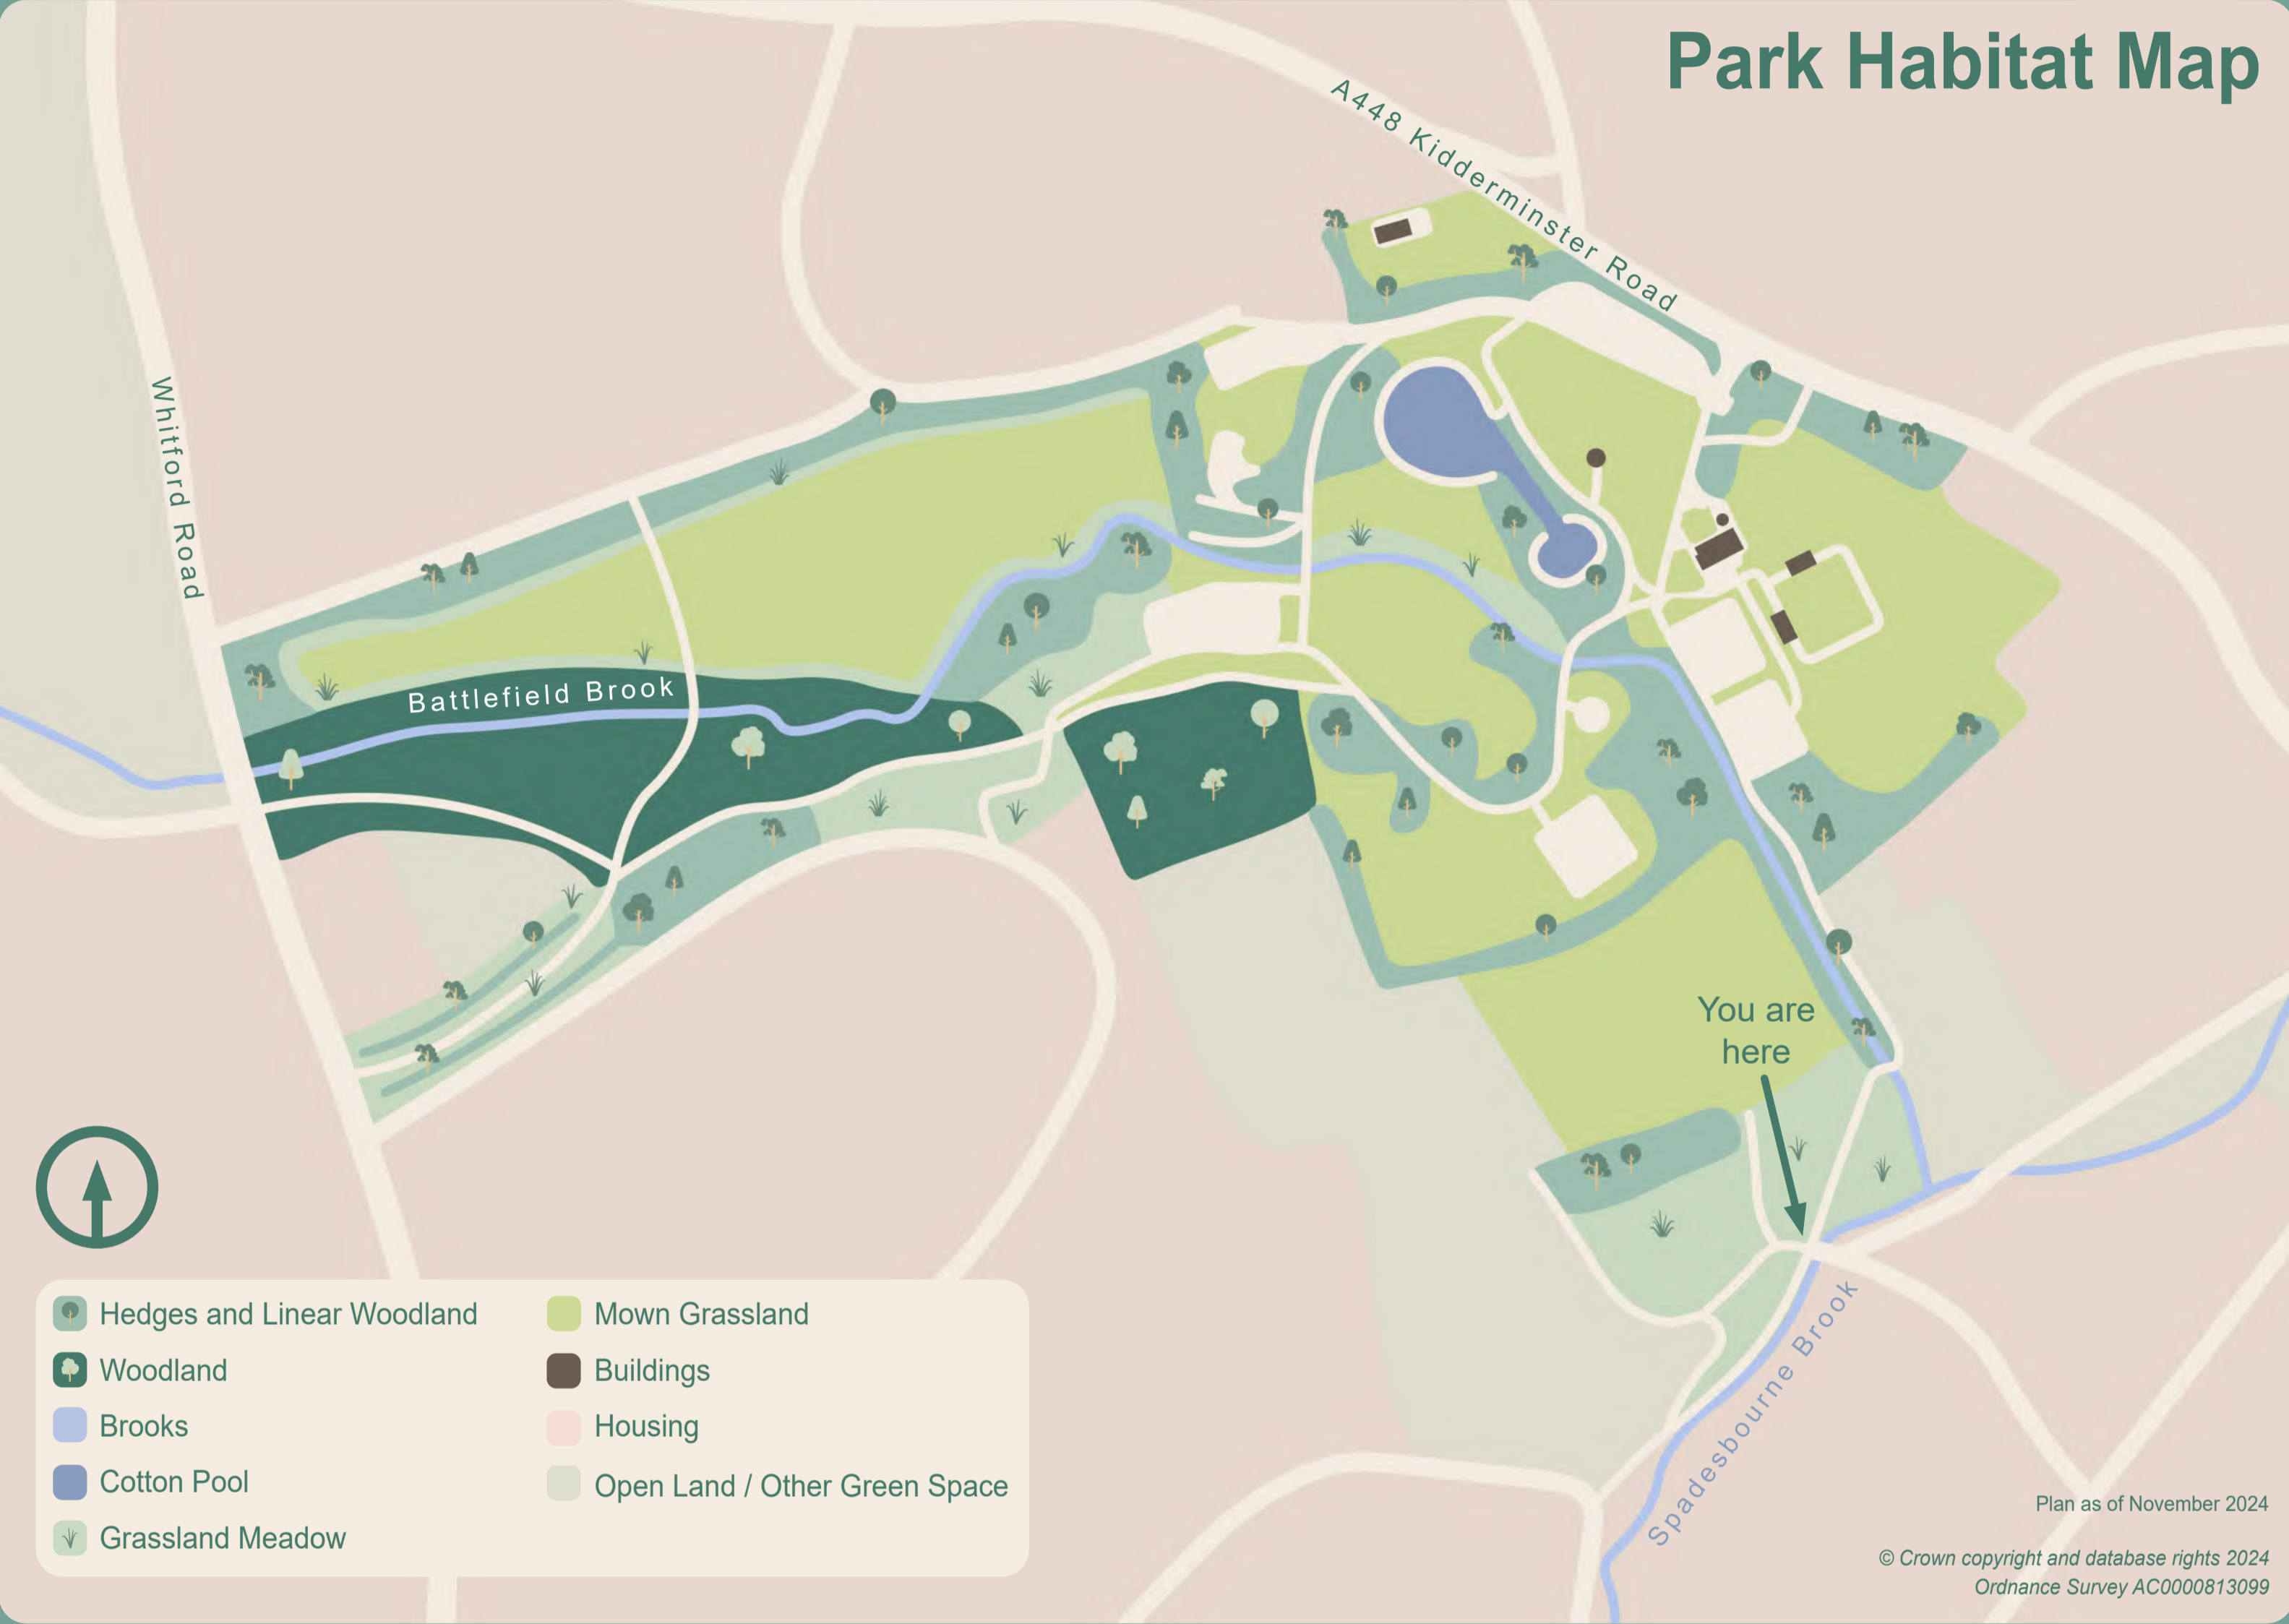 Park Habitat Map
A448 Kidderminster Road
Whitford Road
Battlefield Brook
You are
here
Spadesbourne Brook
Hedges and Linear Woodland
Woodland
Brooks
Cotton Pool
Grassland Meadow
Mown Grassland
Buildings
Housing
Open Land / Other Green Space
Plan as of November 2024
© Crown copyright and database rights 2024
Ordnance Survey AC0000813099